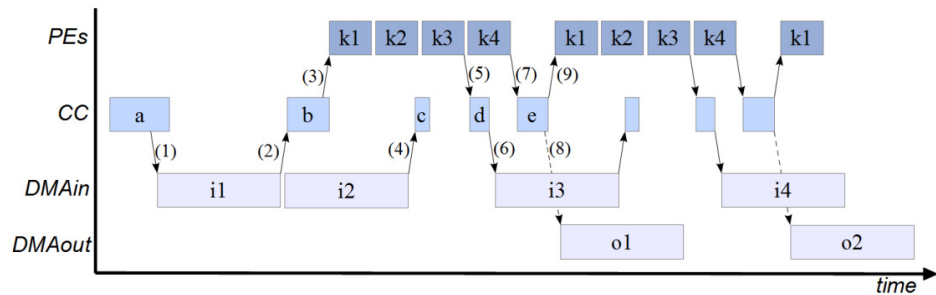 PEs k1 k2 k3 k4 k1 k2 k3 k4 k1
(3) (5) (7) (9)
CC a b c d e
(1) (2) (4) (6) (8)
DMAin i1 i2 i3 i4
DMAout o1 o2
time